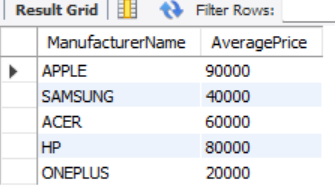 Result Grid Filter Rows:
ManufacturerName AveragePrice
APPLE 90000
SAMSUNG 40000
ACER 60000
HP 80000
ONEPLUS 20000